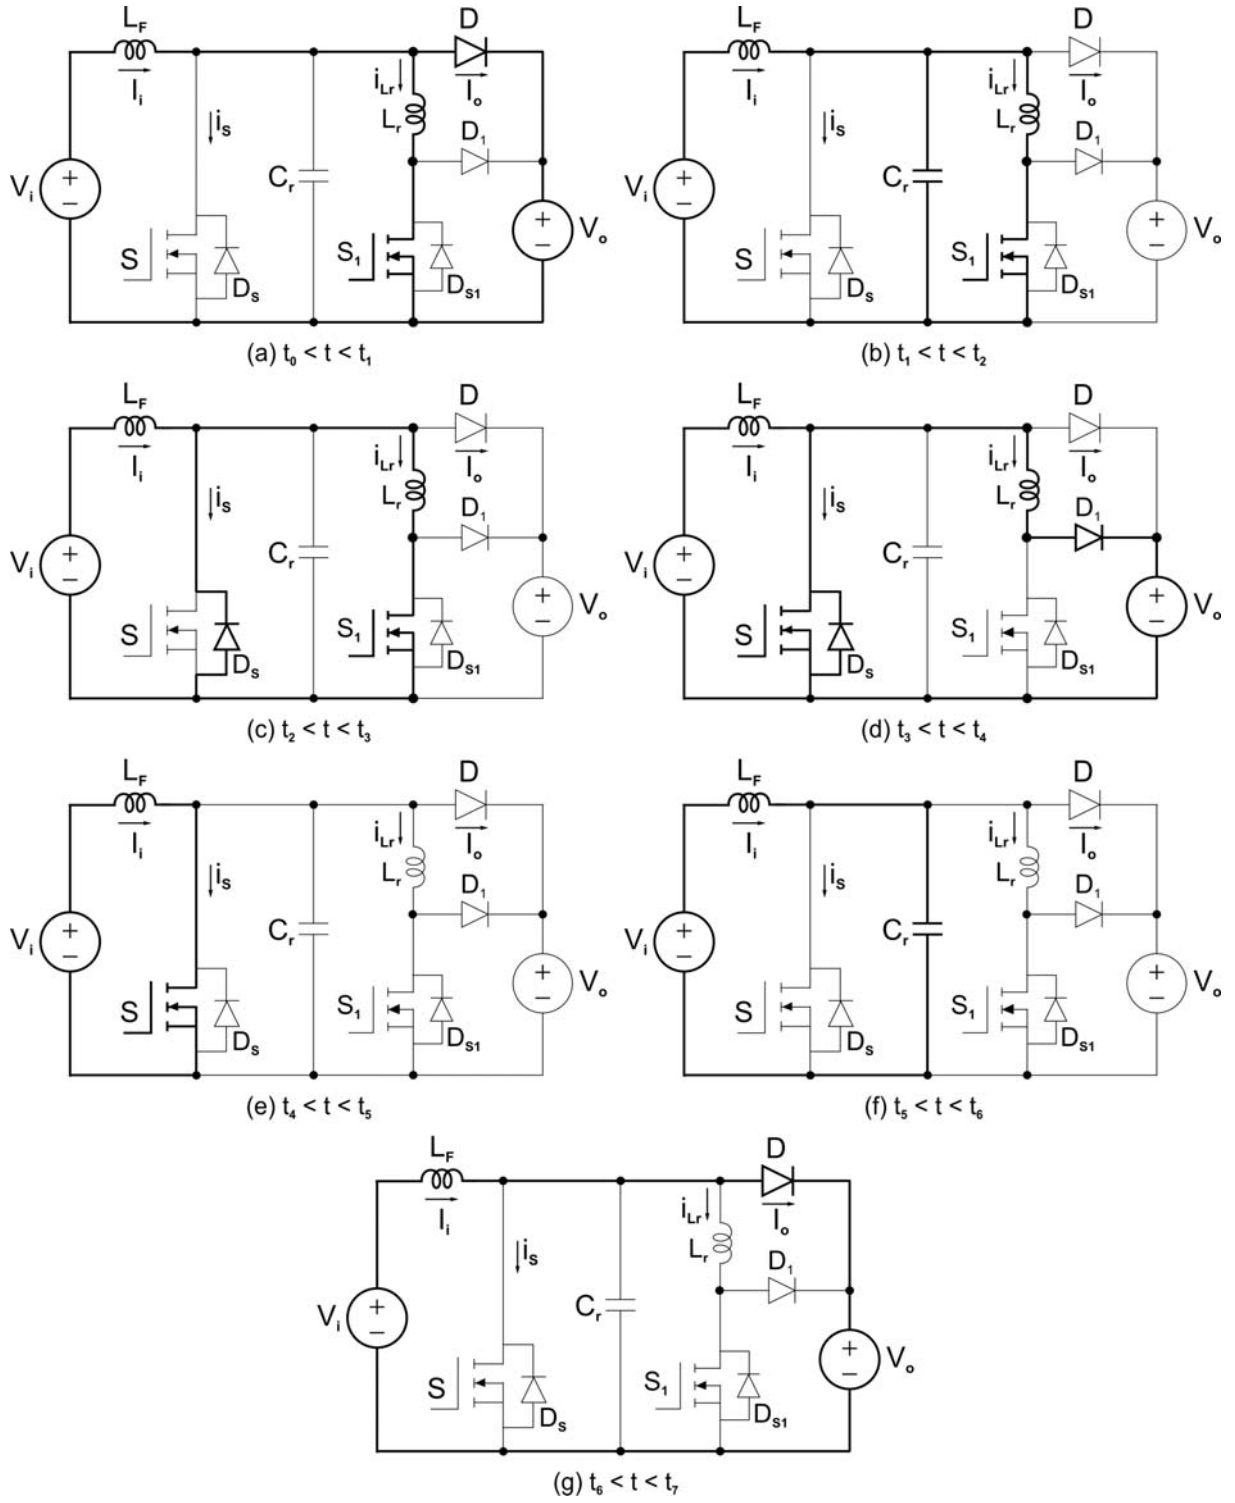 L_F D L_F D
I_i i_Lr I_o I_i i_Lr I_o
i_S L_r D_1 i_S L_r D_1
V_i + − C_r + − V_o V_i + − C_r + − V_o
S D_S S_1 D_S1 S D_S S_1 D_S1
(a) t_0 < t < t_1 (b) t_1 < t < t_2
L_F D L_F D
I_i i_Lr I_o I_i i_Lr I_o
i_S L_r D_1 i_S L_r D_1
V_i + − C_r + − V_o V_i + − C_r + − V_o
S D_S S_1 D_S1 S D_S S_1 D_S1
(c) t_2 < t < t_3 (d) t_3 < t < t_4
L_F D L_F D
I_i i_Lr I_o I_i i_Lr I_o
i_S L_r D_1 i_S L_r D_1
V_i + − C_r + − V_o V_i + − C_r + − V_o
S D_S S_1 D_S1 S D_S S_1 D_S1
(e) t_4 < t < t_5 (f) t_5 < t < t_6
L_F D
I_i i_Lr I_o
i_S L_r D_1
V_i + − C_r + − V_o
S D_S S_1 D_S1
(g) t_6 < t < t_7